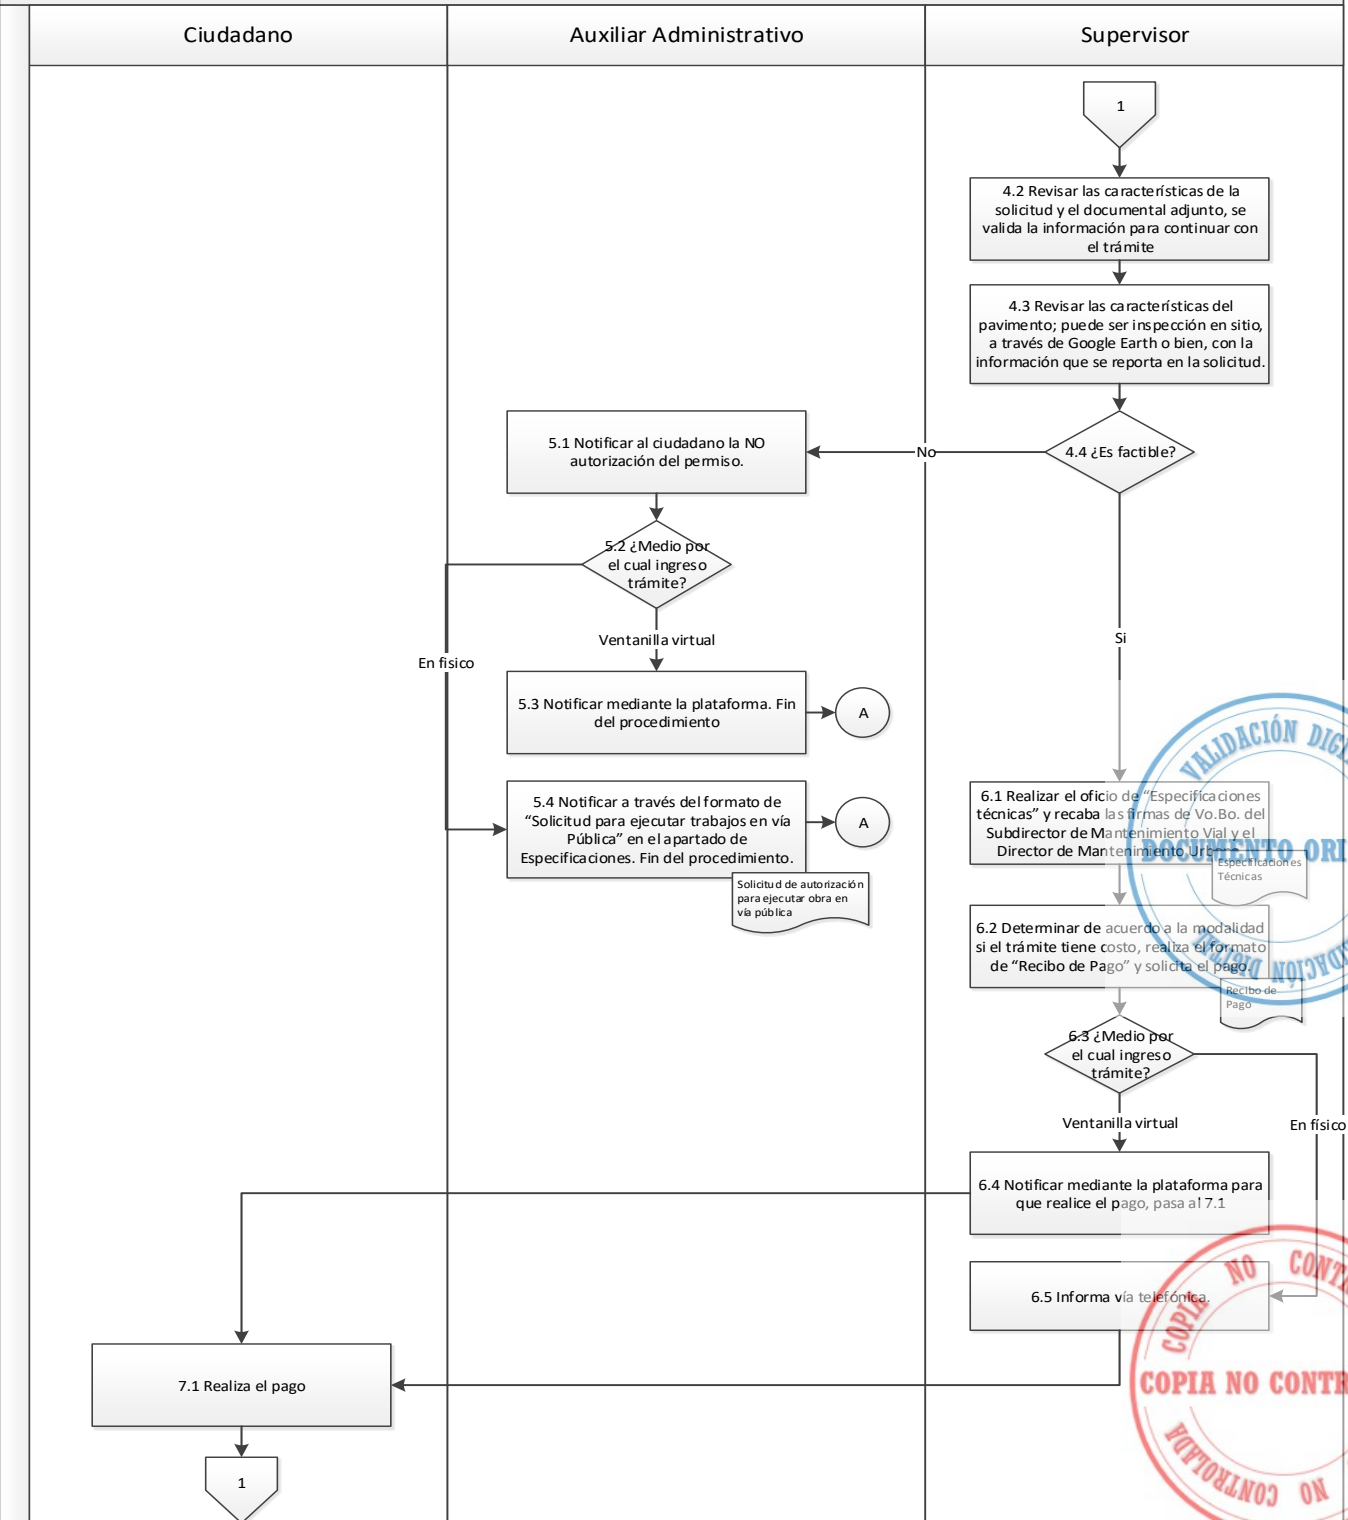 Ciudadano
Auxiliar Administrativo
Supervisor
1
4.2 Revisar las características de la
solicitud y el documental adjunto, se
valida la información para continuar con
el trámite
4.3 Revisar las características del
pavimento; puede ser inspección en sitio,
a través de Google Earth o bien, con la
información que se reporta en la solicitud.
4.4 ¿Es factible?
No
5.1 Notificar al ciudadano la NO
autorización del permiso.
5.2 ¿Medio por
el cual ingreso
trámite?
Ventanilla virtual
En fisico
Si
5.3 Notificar mediante la plataforma. Fin
del procedimiento
A
5.4 Notificar a través del formato de
“Solicitud para ejecutar trabajos en vía
Pública” en el apartado de
Especificaciones. Fin del procedimiento.
A
Solicitud de autorización
para ejecutar obra en
vía pública
6.1 Realizar el oficio de “Especificaciones
técnicas” y recaba las firmas de Vo.Bo. del
Subdirector de Mantenimiento Vial y el
Director de Mantenimiento Urbano
Especificaciones
Técnicas
6.2 Determinar de acuerdo a la modalidad
si el trámite tiene costo, realiza el formato
de “Recibo de Pago” y solicita el pago.
Recibo de
Pago
6.3 ¿Medio por
el cual ingreso
trámite?
Ventanilla virtual
En físico
6.4 Notificar mediante la plataforma para
que realice el pago, pasa al 7.1
6.5 Informa vía telefónica.
7.1 Realiza el pago
1
VALIDACIÓN DIG
DOCUMENTO ORI
IDACIÓN DIGITAL
COPIA NO CONTR
COPIA NO CONTR
NO CONTROLADA